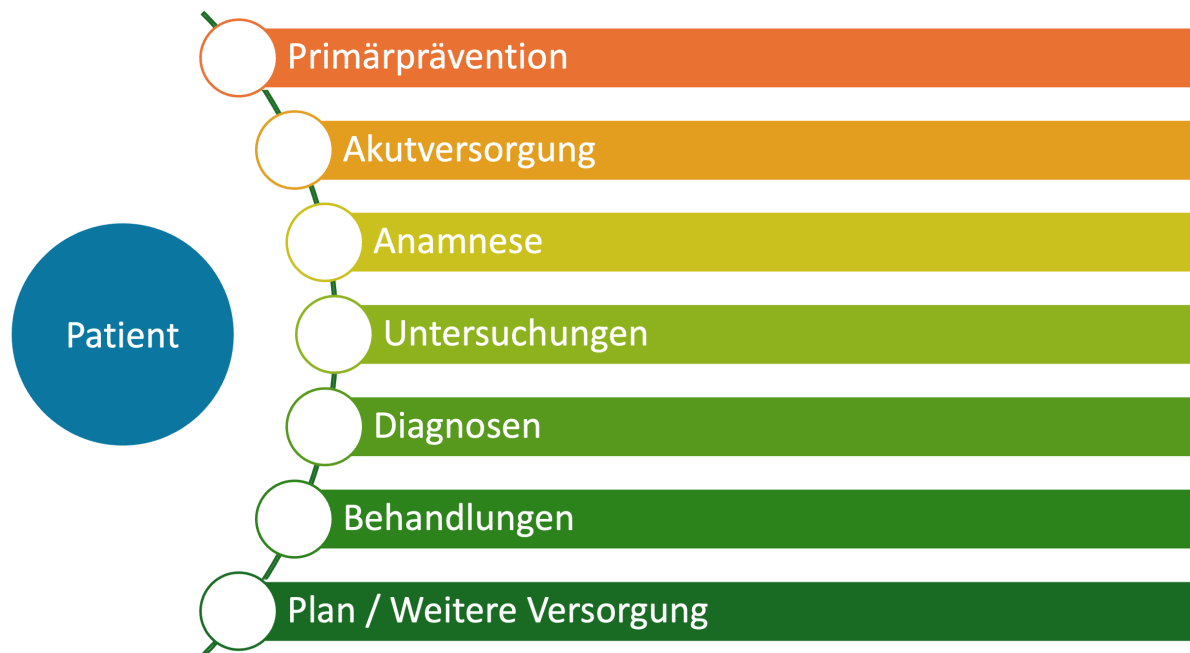 Primärprävention
Akutversorgung
Anamnese
Patient
Untersuchungen
Diagnosen
Behandlungen
Plan / Weitere Versorgung